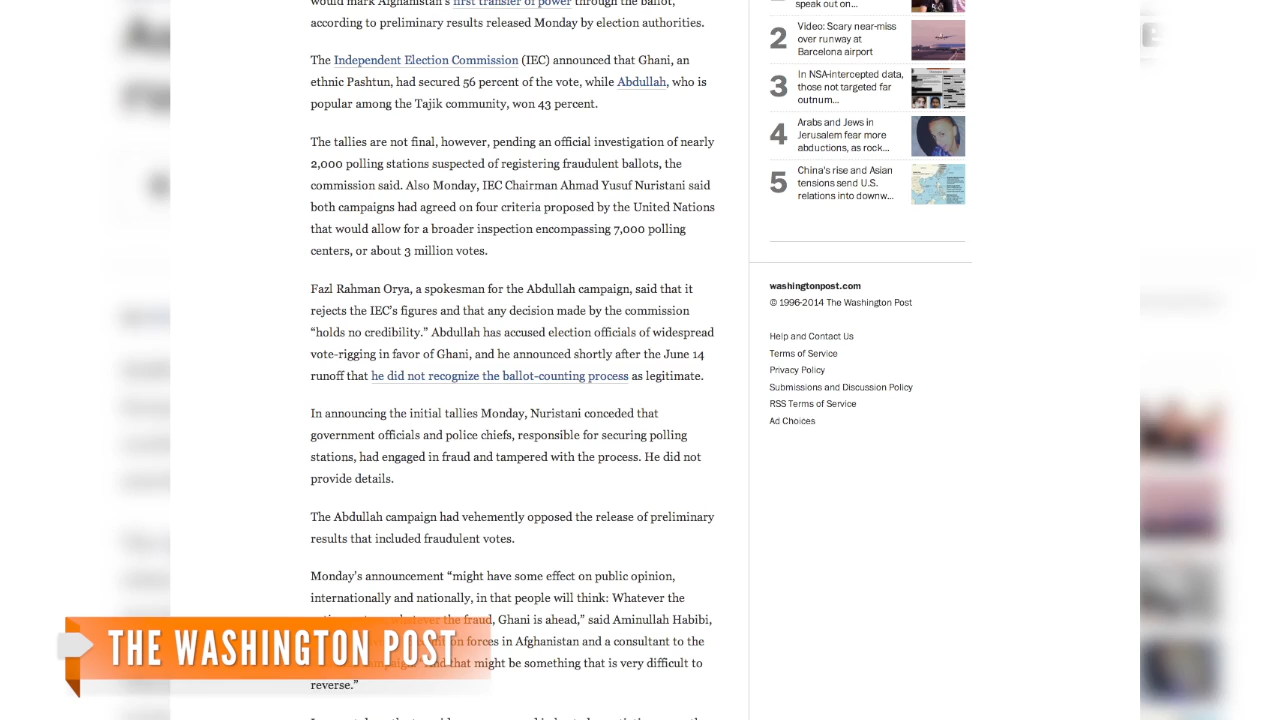 would mark Afghanistan's first transfer of power through the ballot,
according to preliminary results released Monday by election authorities.
The Independent Election Commission (IEC) announced that Ghani, an
ethnic Pashtun, had secured 56 percent of the vote, while Abdullah, who is
popular among the Tajik community, won 43 percent.
The tallies are not final, however, pending an official investigation of nearly
2,000 polling stations suspected of registering fraudulent ballots, the
commission said. Also Monday, IEC Chairman Ahmad Yusuf Nuristani said
both campaigns had agreed on four criteria proposed by the United Nations
that would allow for a broader inspection encompassing 7,000 polling
centers, or about 3 million votes.
Fazl Rahman Orya, a spokesman for the Abdullah campaign, said that it
rejects the IEC's figures and that any decision made by the commission
“holds no credibility.” Abdullah has accused election officials of widespread
vote-rigging in favor of Ghani, and he announced shortly after the June 14
runoff that he did not recognize the ballot-counting process as legitimate.
In announcing the initial tallies Monday, Nuristani conceded that
government officials and police chiefs, responsible for securing polling
stations, had engaged in fraud and tampered with the process. He did not
provide details.
The Abdullah campaign had vehemently opposed the release of preliminary
results that included fraudulent votes.
Monday's announcement “might have some effect on public opinion,
internationally and nationally, in that people will think: Whatever the
whatever the fraud, Ghani is ahead,” said Aminullah Habibi,
forces in Afghanistan and a consultant to the
that might be something that is very difficult to
reverse.”
speak out on...
2 Video: Scary near-miss
over runway at
Barcelona airport
3 In NSA-intercepted data,
those not targeted far
outnum...
4 Arabs and Jews in
Jerusalem fear more
abductions, as rock...
5 China's rise and Asian
tensions send U.S.
relations into downw...
washingtonpost.com
© 1996-2014 The Washington Post
Help and Contact Us
Terms of Service
Privacy Policy
Submissions and Discussion Policy
RSS Terms of Service
Ad Choices
THE WASHINGTON POST